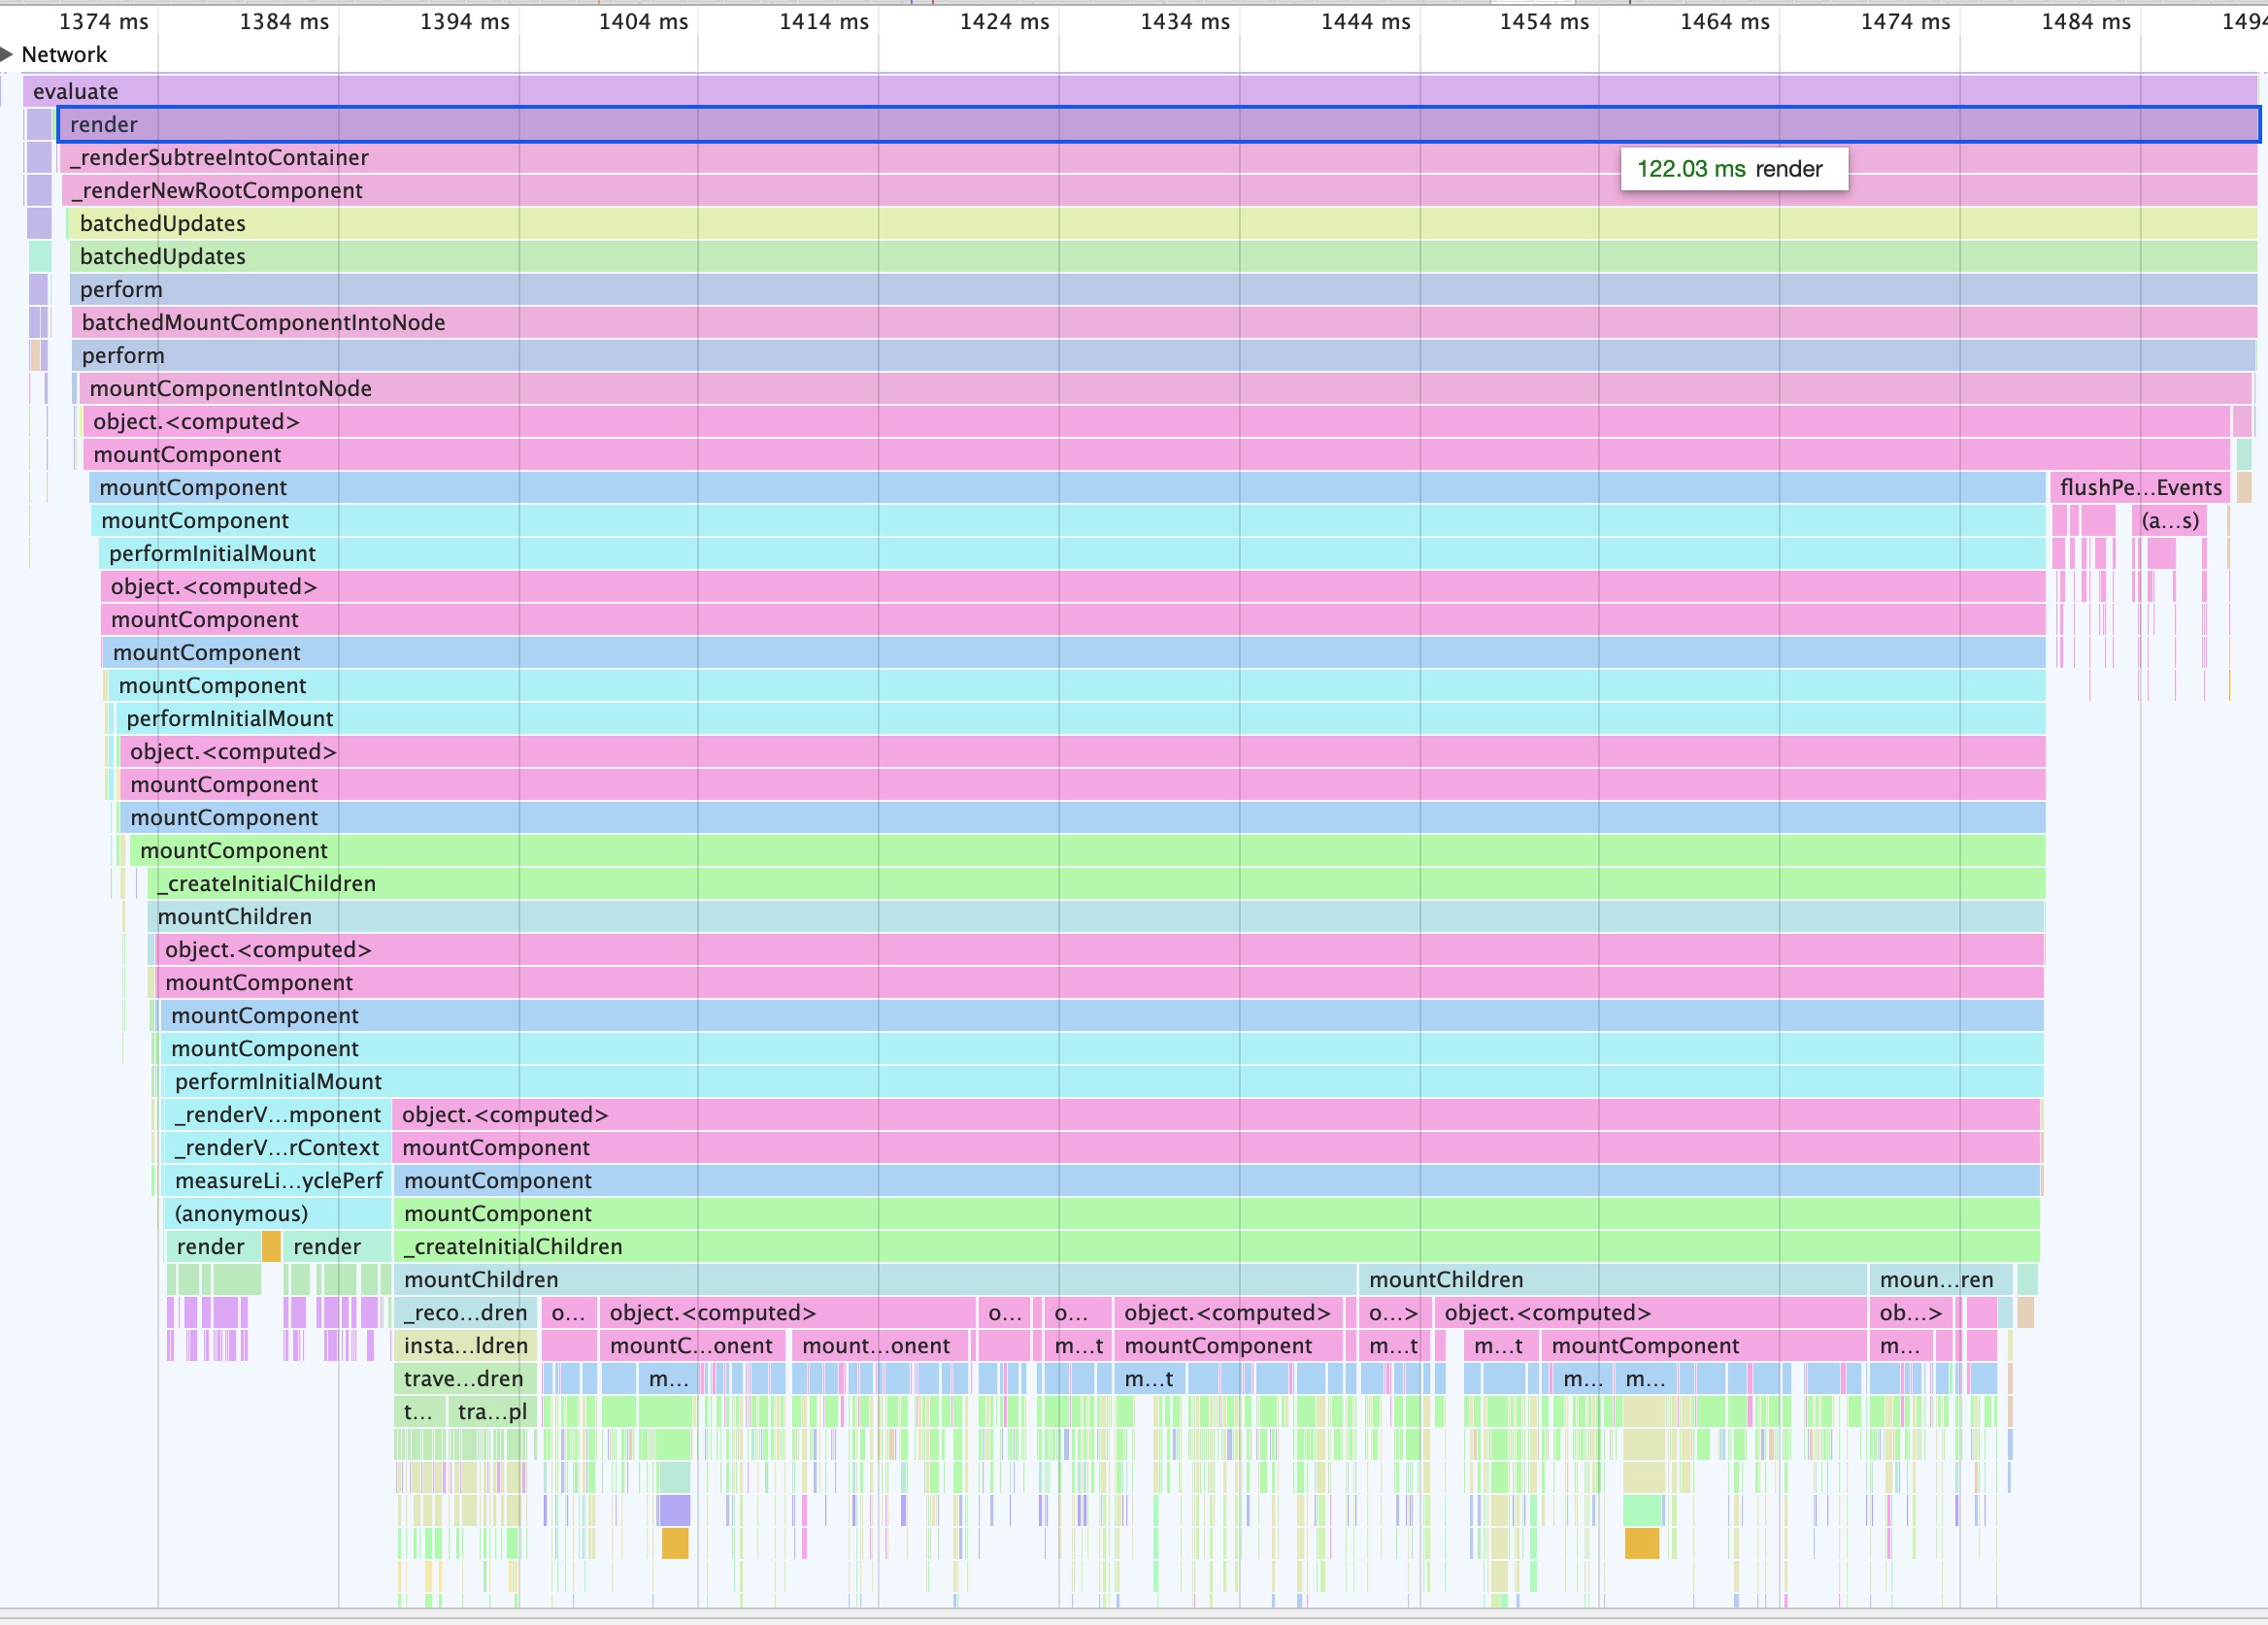 1374 ms 1384 ms 1394 ms 1404 ms 1414 ms 1424 ms 1434 ms 1444 ms 1454 ms 1464 ms 1474 ms 1484 ms 1494
Network
evaluate
render
_renderSubtreeIntoContainer
122.03 ms render
_renderNewRootComponent
batchedUpdates
batchedUpdates
perform
batchedMountComponentIntoNode
perform
mountComponentIntoNode
object.<computed>
mountComponent
mountComponent flushPe…Events
mountComponent (a…s)
performInitialMount
object.<computed>
mountComponent
mountComponent
mountComponent
performInitialMount
object.<computed>
mountComponent
mountComponent
mountComponent
_createInitialChildren
mountChildren
object.<computed>
mountComponent
mountComponent
mountComponent
performInitialMount
_renderV…mponent object.<computed>
_renderV…rContext mountComponent
measureLi…yclePerf mountComponent
(anonymous) mountComponent
render render _createInitialChildren
mountChildren mountChildren moun…ren
_reco…dren o… object.<computed> o… o… object.<computed> o…> object.<computed> ob…>
insta…ldren mountC…onent mount…onent m…t mountComponent m…t m…t mountComponent m…
trave…dren m… m…t m… m…
t… tra…pl